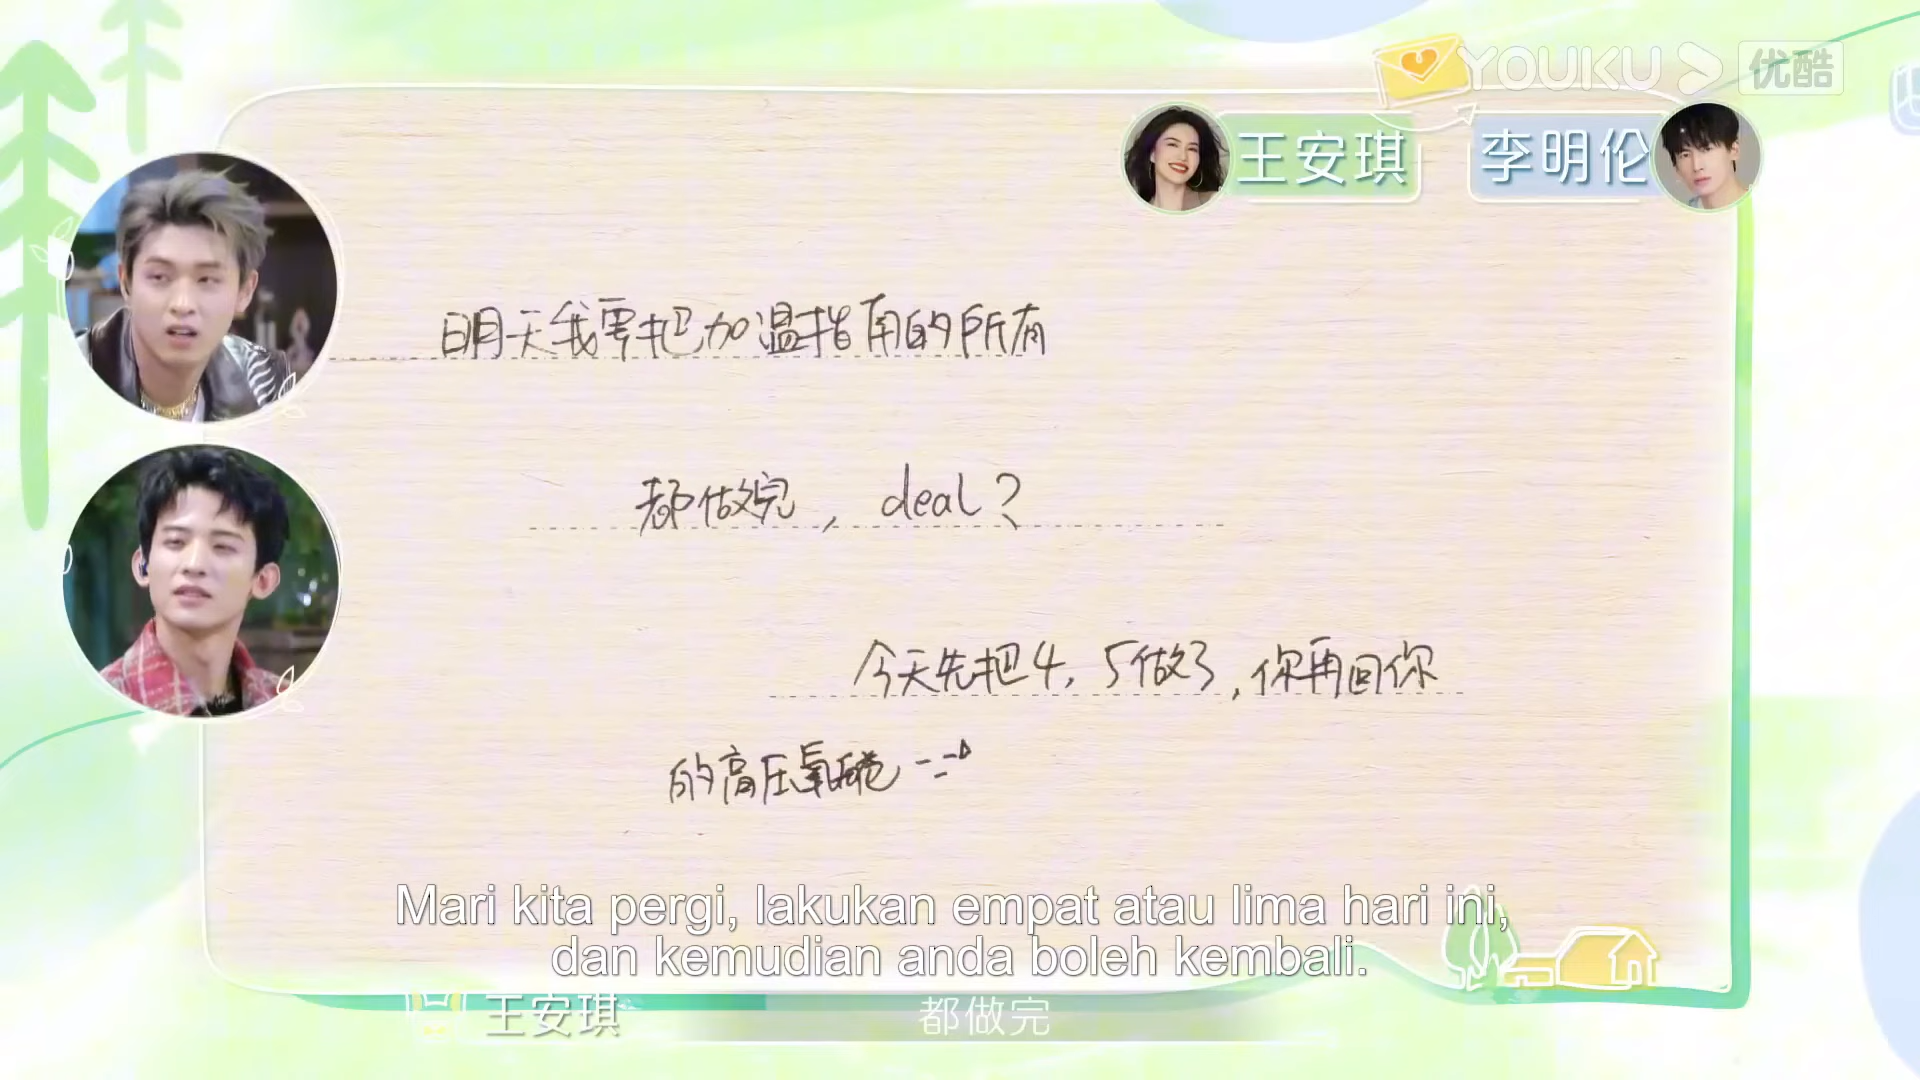 YOUKU 优酷
王安琪 李明伦
明天我要把加温指南的所有
都做完，deal？
今天先把4，5做了，你再回你
的高压氧舱
Mari kita pergi, lakukan empat atau lima hari ini,
dan kemudian anda boleh kembali.
王安琪 都做完